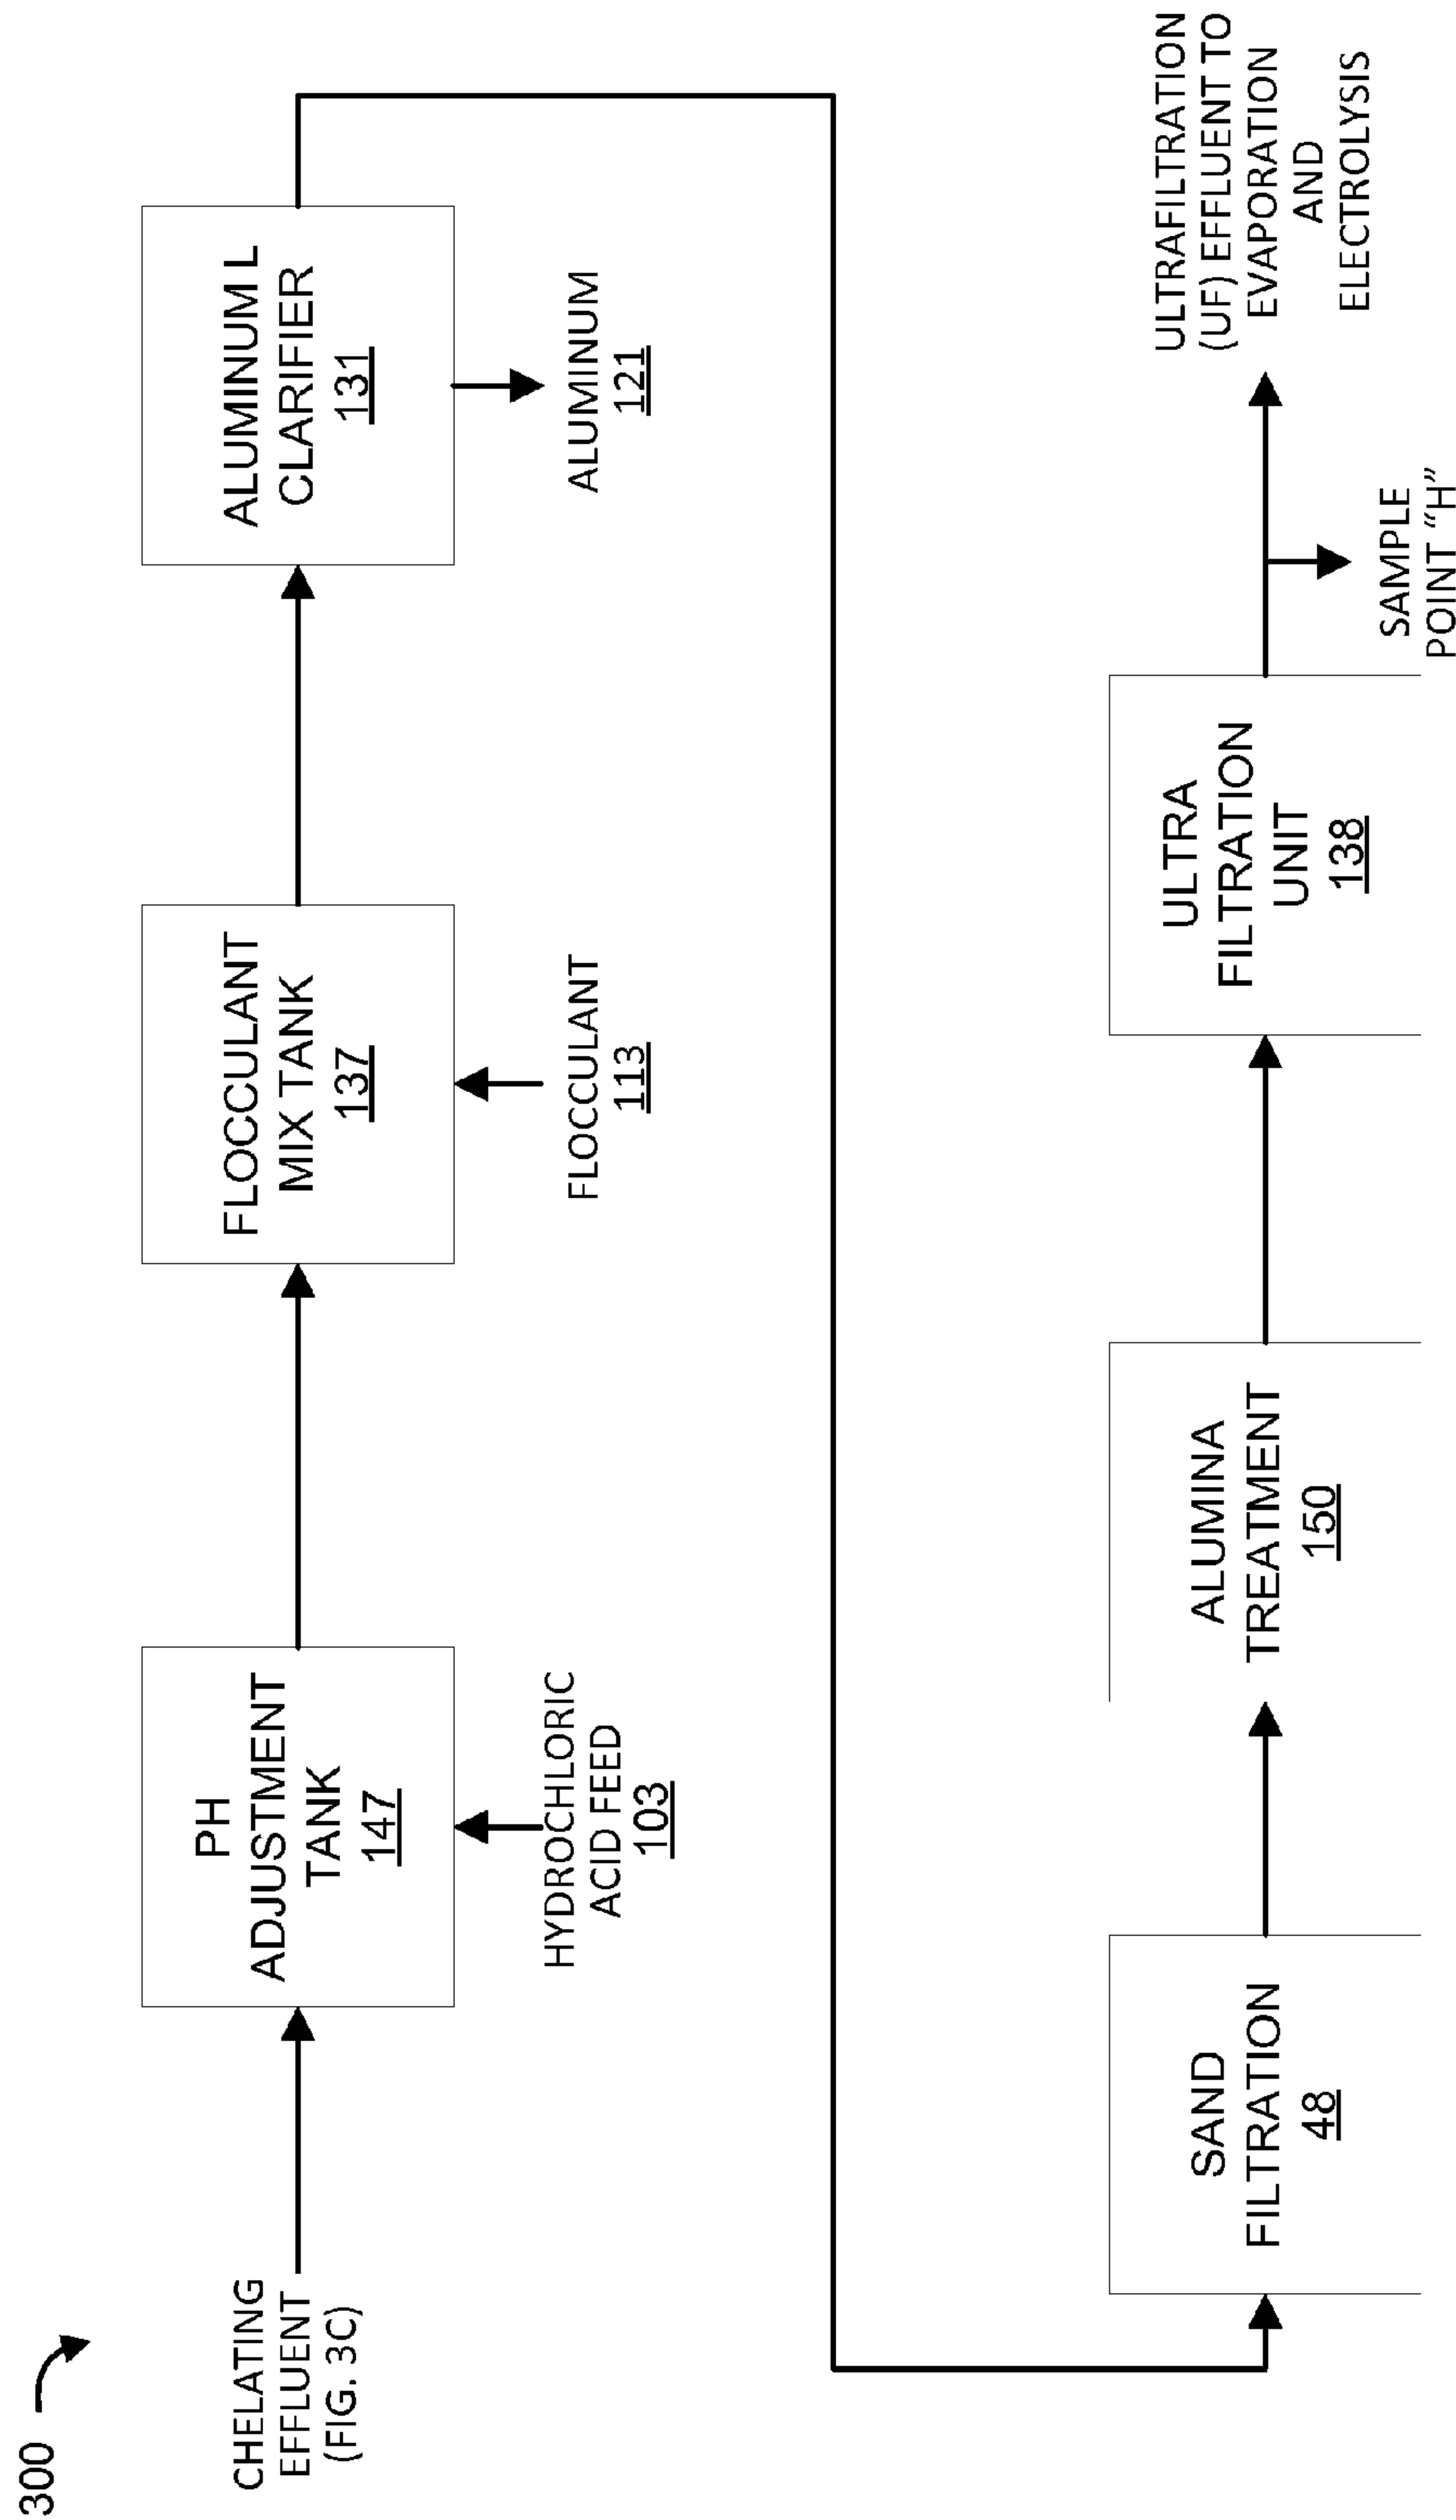 300
CHELATING
EFFLUENT
(FIG. 3C)
PH
ADJUSTMENT
TANK
147
HYDROCHLORIC
ACID FEED
103
FLOCCULANT
MIX TANK
137
FLOCCULANT
113
ALUMINUM L
CLARIFIER
131
ALUMINUM
121
SAND
FILTRATION
48
ALUMINA
TREATMENT
150
ULTRA
FILTRATION
UNIT
138
SAMPLE
POINT “H”
ULTRAFILTRATION
(UF) EFFLUENT TO
EVAPORATION
AND
ELECTROLYSIS